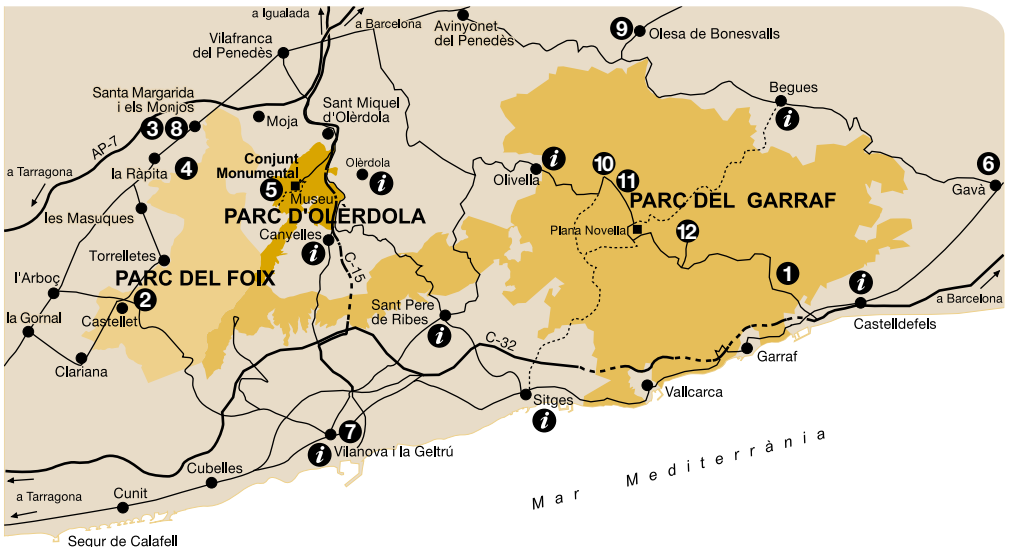 a Igualada
a Barcelona
Avinyonet
del Penedès
9
Olesa de Bonesvalls
Vilafranca
del Penedès
Begues
i
Santa Margarida
i els Monjos
3 8
Moja
Sant Miquel
d'Olèrdola
AP-7
a Tarragona
la Ràpita
4
Conjunt
Monumental
5
Museu
Olèrdola
i
Olivella
i
10
11
6
Gavà
PARC D'OLÈRDOLA
PARC DEL GARRAF
les Masuques
Canyelles
i
Plana Novella
12
Torrelletes
C-15
PARC DEL FOIX
l'Arboç
2
Castellet
1
i
a Barcelona
Castelldefels
la Gornal
Sant Pere
de Ribes
i
C-32
Clariana
Garraf
Vallcarca
Sitges
i
7
i
Vilanova i la Geltrú
Mar Mediterrània
Cubelles
a Tarragona
Cunit
Segur de Calafell